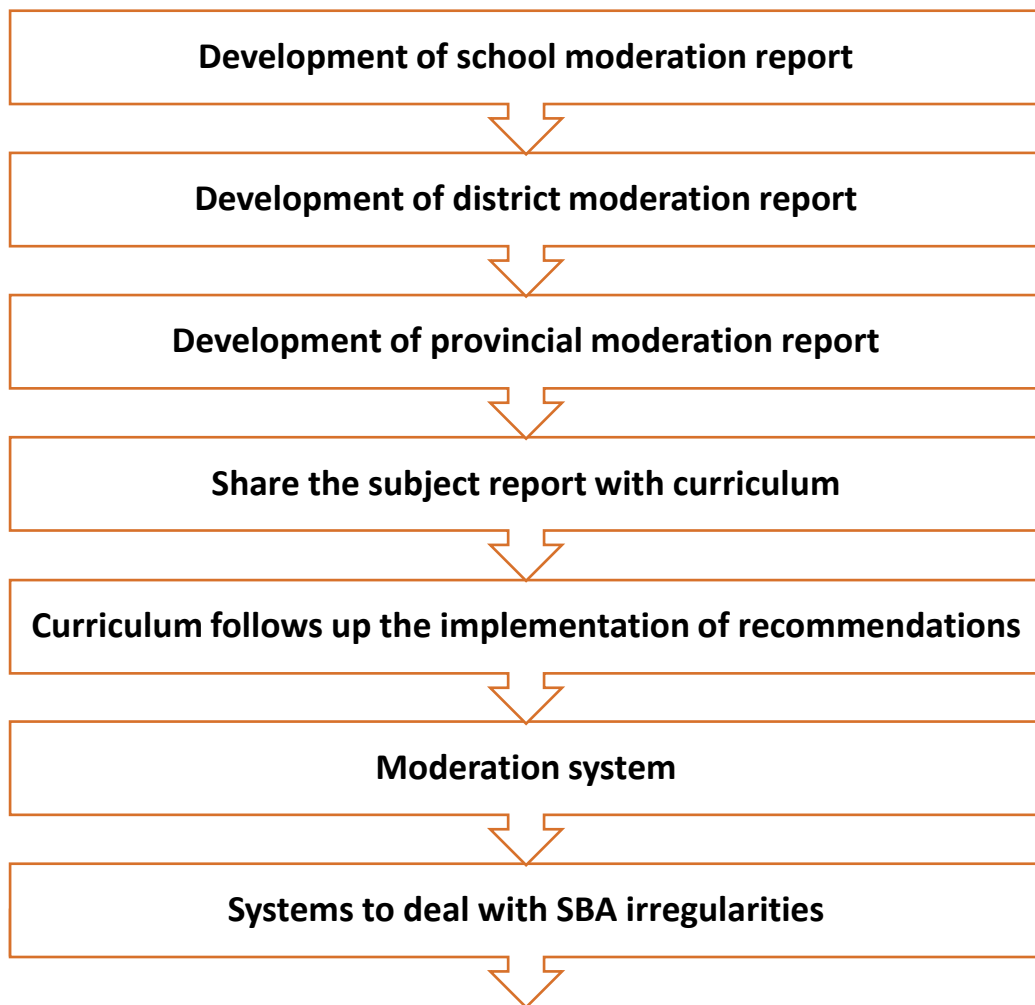 Development of school moderation report
Development of district moderation report
Development of provincial moderation report
Share the subject report with curriculum
Curriculum follows up the implementation of recommendations
Moderation system
Systems to deal with SBA irregularities